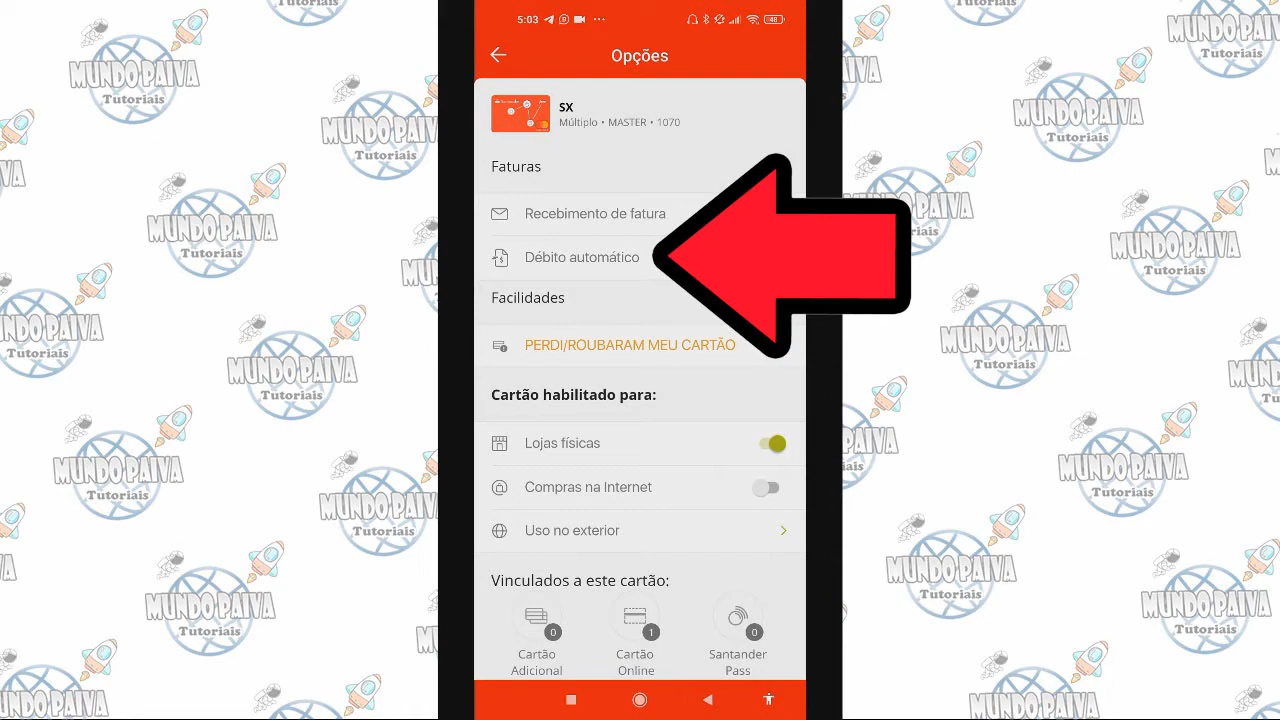 5:03
48
Opções
SX
Múltiplo • MASTER • 1070
Faturas
Recebimento de fatura
Débito automático
Facilidades
PERDI/ROUBARAM MEU CARTÃO
Cartão habilitado para:
Lojas físicas
Compras na Internet
Uso no exterior
Vinculados a este cartão:
0
0
Cartão
Adicional
Cartão
Online
Santander
Pass
MUNDO PAIVA
Tutoriais